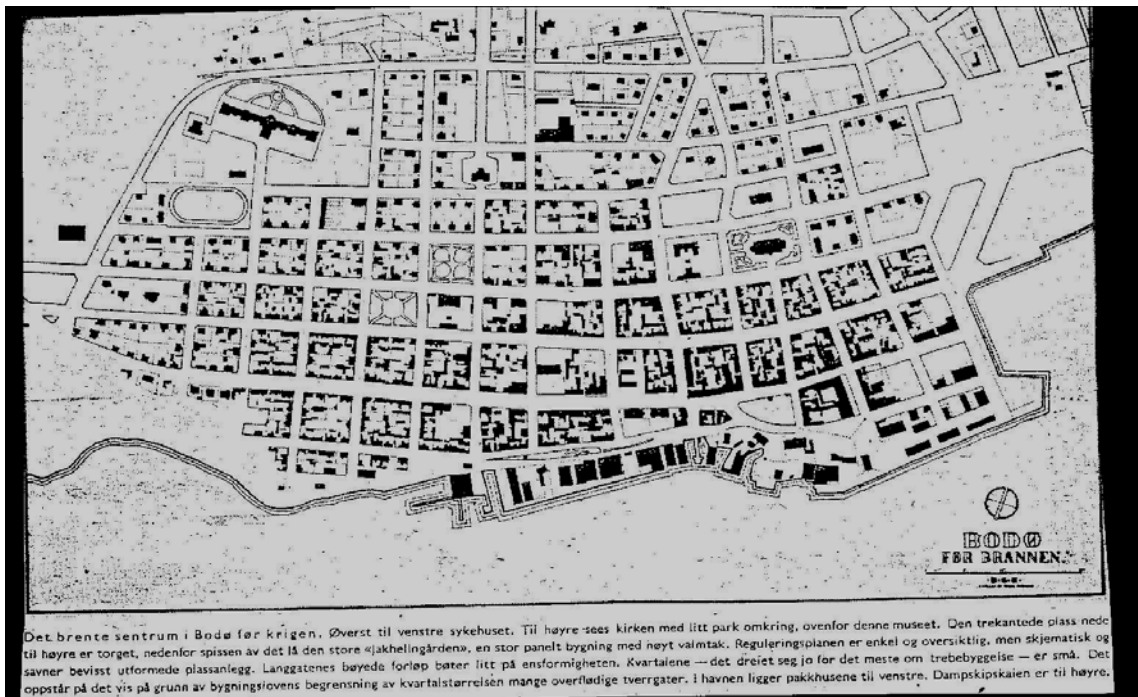 BODØ
FØR BRANNEN.
B·S·R
Det brente sentrum i Bodø før krigen. Øverst til venstre sykehuset. Til høyre sees kirken med litt park omkring, ovenfor denne museet. Den trekantede plass nede
til høyre er torget, nedenfor spissen av det lå den store «Jakhellngården», en stor panelt bygning med høyt valmtak. Reguleringsplanen er enkel og oversiktlig, men skjematisk og
savner bevisst utformede plassanlegg. Langgatenes bøyede forløp bøter litt på ensformigheten. Kvartalene — det dreiet seg jo for det meste om trebebyggelse — er små. Det
oppstår på det vis på grunn av bygningslovens begrensning av kvartalstørrelsen mange overflødige tverrgater. I havnen ligger pakkhusene til venstre. Dampskipskaien er til høyre.